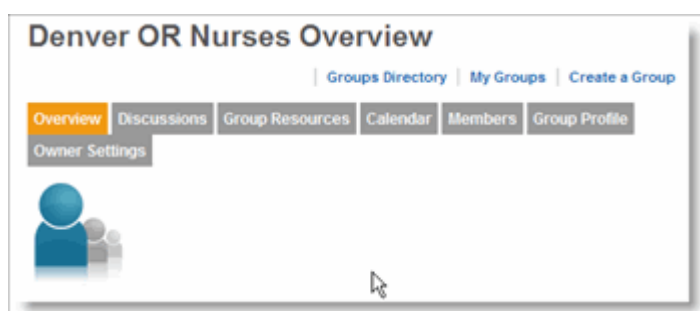 Denver OR Nurses Overview
Groups Directory | My Groups | Create a Group
Overview Discussions Group Resources Calendar Members Group Profile
Owner Settings